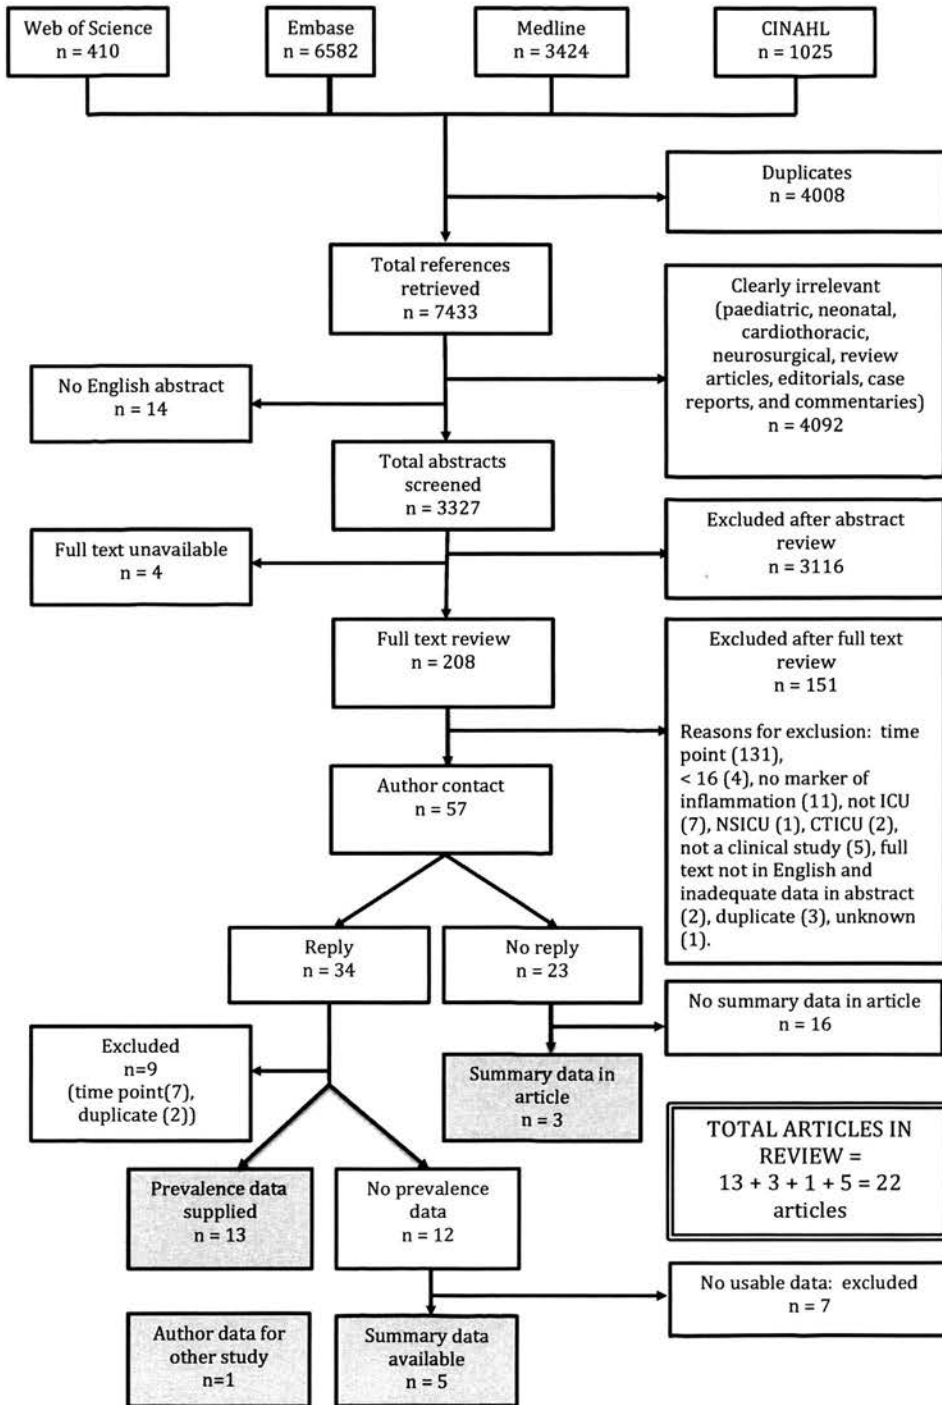 Web of Science
n = 410
Embase
n = 6582
Medline
n = 3424
CINAHL
n = 1025
Duplicates
n = 4008
Total references
retrieved
n = 7433
Clearly irrelevant
(paediatric, neonatal,
cardiothoracic,
neurosurgical, review
articles, editorials, case
reports, and commentaries)
n = 4092
No English abstract
n = 14
Total abstracts
screened
n = 3327
Excluded after abstract
review
n = 3116
Full text unavailable
n = 4
Full text review
n = 208
Excluded after full text
review
n = 151
Reasons for exclusion: time
point (131),
< 16 (4), no marker of
inflammation (11), not ICU
(7), NSICU (1), CTICU (2),
not a clinical study (5), full
text not in English and
inadequate data in abstract
(2), duplicate (3), unknown
(1).
Author contact
n = 57
Reply
n = 34
No reply
n = 23
No summary data in article
n = 16
Excluded
n=9
(time point(7),
duplicate (2))
Summary data in
article
n = 3
TOTAL ARTICLES IN
REVIEW =
13 + 3 + 1 + 5 = 22
articles
Prevalence data
supplied
n = 13
No prevalence
data
n = 12
No usable data: excluded
n = 7
Author data for
other study
n=1
Summary data
available
n = 5